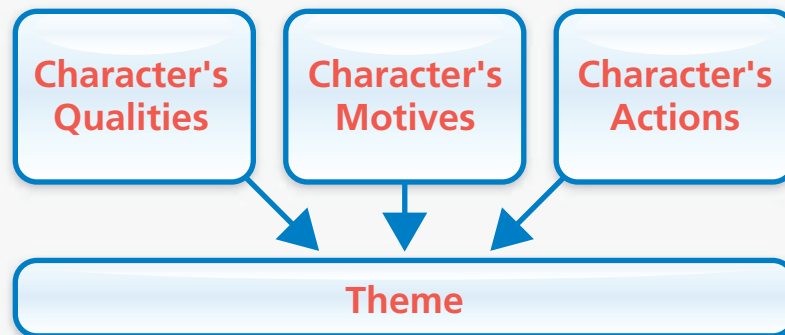 Character's
Qualities
Character's
Motives
Character's
Actions
Theme